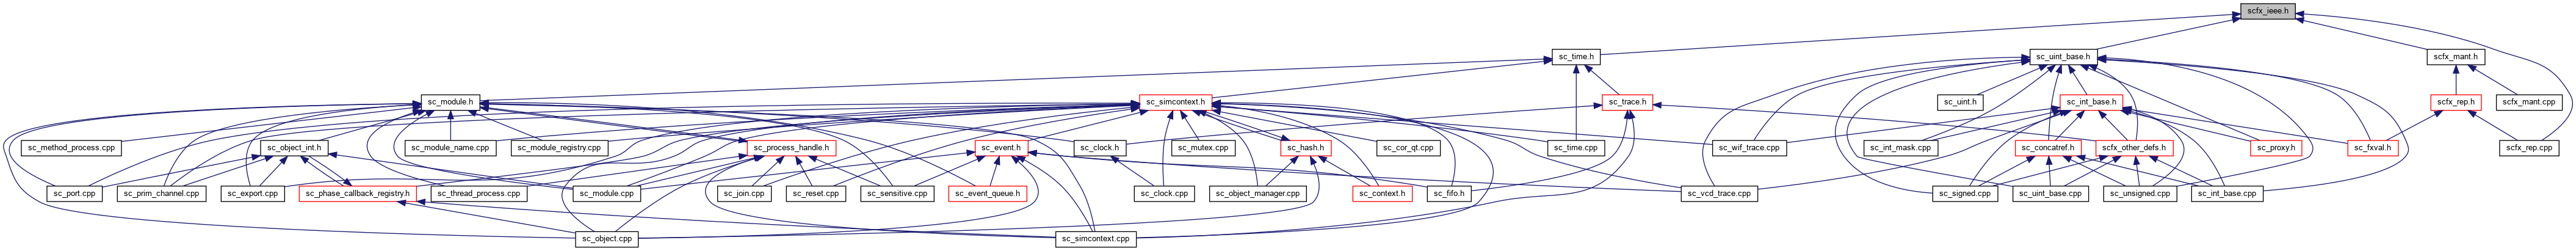 scfx_ieee.h
sc_time.h
sc_uint_base.h
scfx_mant.h
sc_module.h
sc_simcontext.h
sc_trace.h
sc_uint.h
sc_int_base.h
scfx_rep.h
scfx_mant.cpp
sc_method_process.cpp
sc_object_int.h
sc_module_name.cpp
sc_module_registry.cpp
sc_process_handle.h
sc_event.h
sc_clock.h
sc_mutex.cpp
sc_hash.h
sc_cor_qt.cpp
sc_time.cpp
sc_wif_trace.cpp
sc_int_mask.cpp
sc_concatref.h
scfx_other_defs.h
sc_proxy.h
sc_fxval.h
scfx_rep.cpp
sc_port.cpp
sc_prim_channel.cpp
sc_export.cpp
sc_phase_callback_registry.h
sc_thread_process.cpp
sc_module.cpp
sc_join.cpp
sc_reset.cpp
sc_sensitive.cpp
sc_event_queue.h
sc_clock.cpp
sc_object_manager.cpp
sc_context.h
sc_fifo.h
sc_vcd_trace.cpp
sc_signed.cpp
sc_uint_base.cpp
sc_unsigned.cpp
sc_int_base.cpp
sc_object.cpp
sc_simcontext.cpp